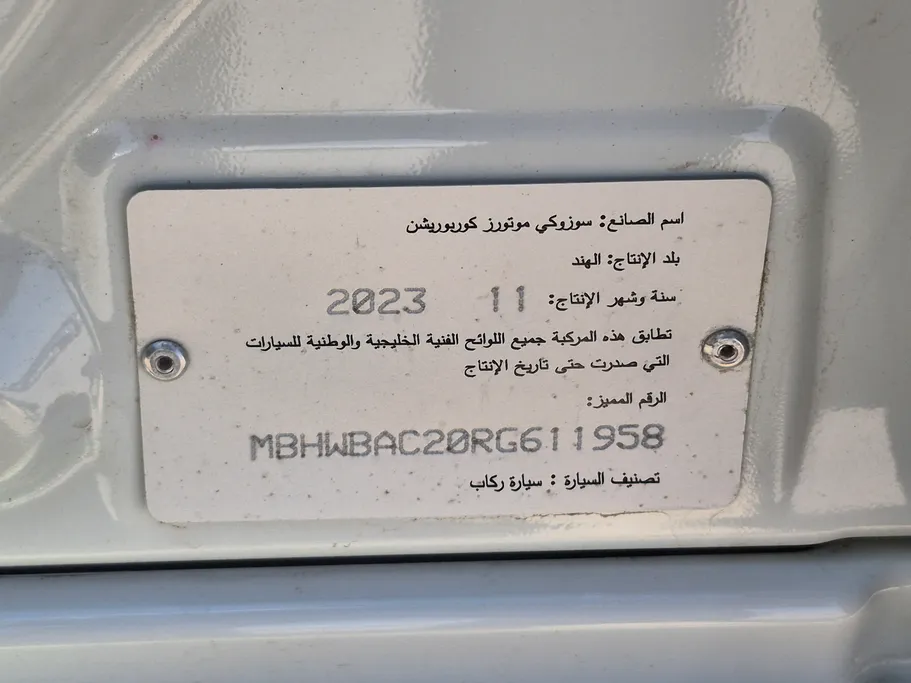 اسم الصانع: سوزوكي موتورز كوربوريشن
بلد الإنتاج: الهند
سنة وشهر الإنتاج: 11 2023
تطابق هذه المركبة جميع اللوائح الفنية الخليجية والوطنية للسيارات
التي صدرت حتى تاريخ الإنتاج
الرقم المميز:
MBHWBAC20RG611958
تصنيف السيارة : سيارة ركاب